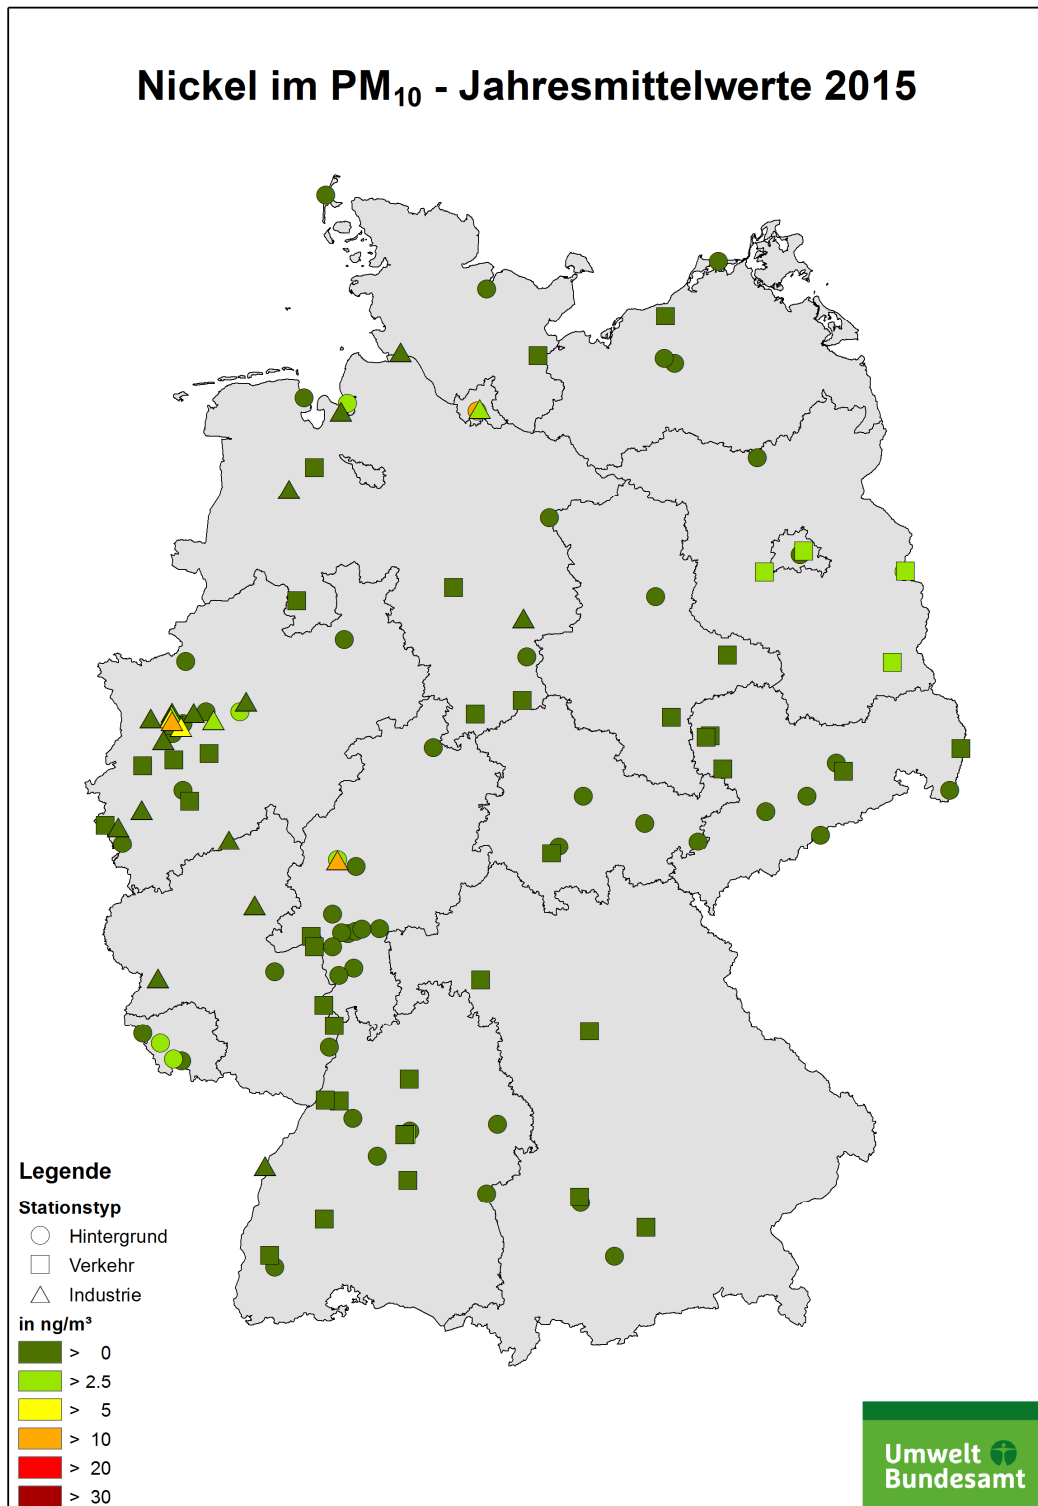 Nickel im PM₁₀ - Jahresmittelwerte 2015
Legende
Stationstyp
Hintergrund
Verkehr
Industrie
in ng/m³
> 0
> 2.5
> 5
> 10
> 20
> 30
Umwelt
Bundesamt